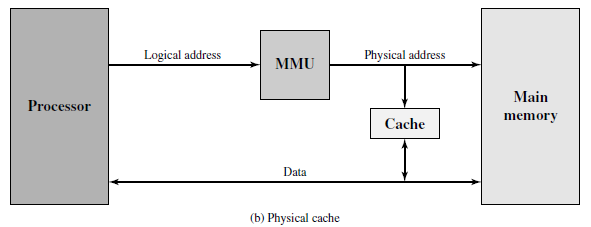 Logical address
MMU
Physical address
Processor
Main
memory
Cache
Data
(b) Physical cache